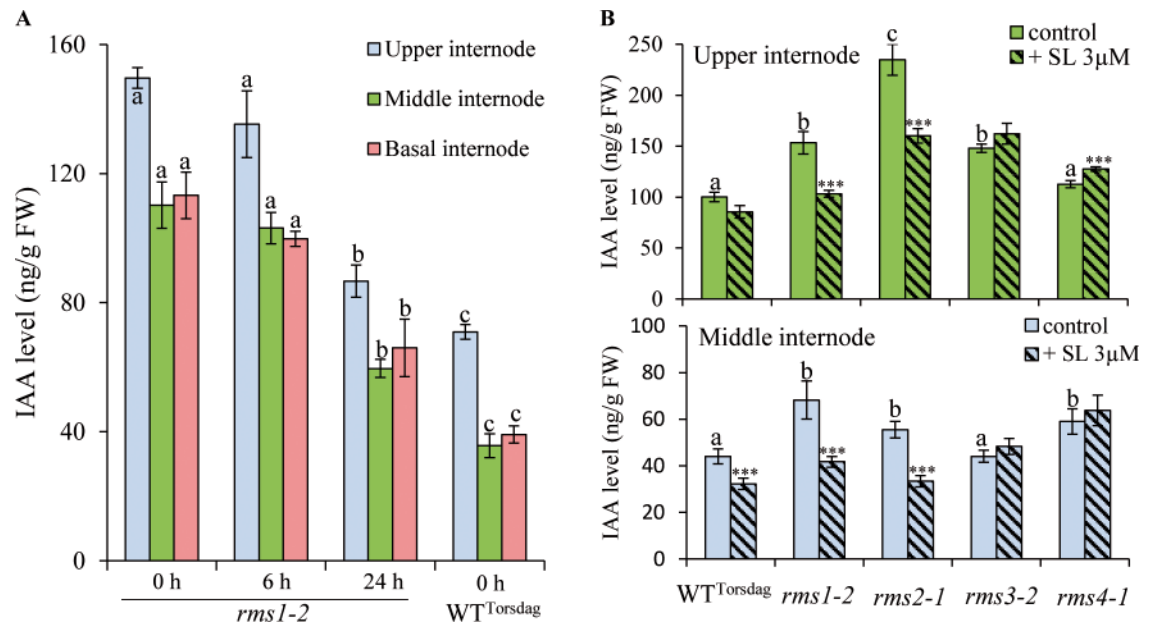 A
IAA level (ng/g FW)
160
120
80
40
0
Upper internode
Middle internode
Basal internode
a
a
a
a
a
a
b
b
b
c
c
c
0 h
6 h
24 h
0 h
rms1-2
WTTorsdag
B
IAA level (ng/g FW)
250
200
150
100
50
0
Upper internode
control
+ SL 3µM
a
b
***
c
***
b
a
***
IAA level (ng/g FW)
100
80
60
40
20
0
Middle internode
control
+ SL 3µM
a
***
b
***
b
***
a
b
WTTorsdag
rms1-2
rms2-1
rms3-2
rms4-1